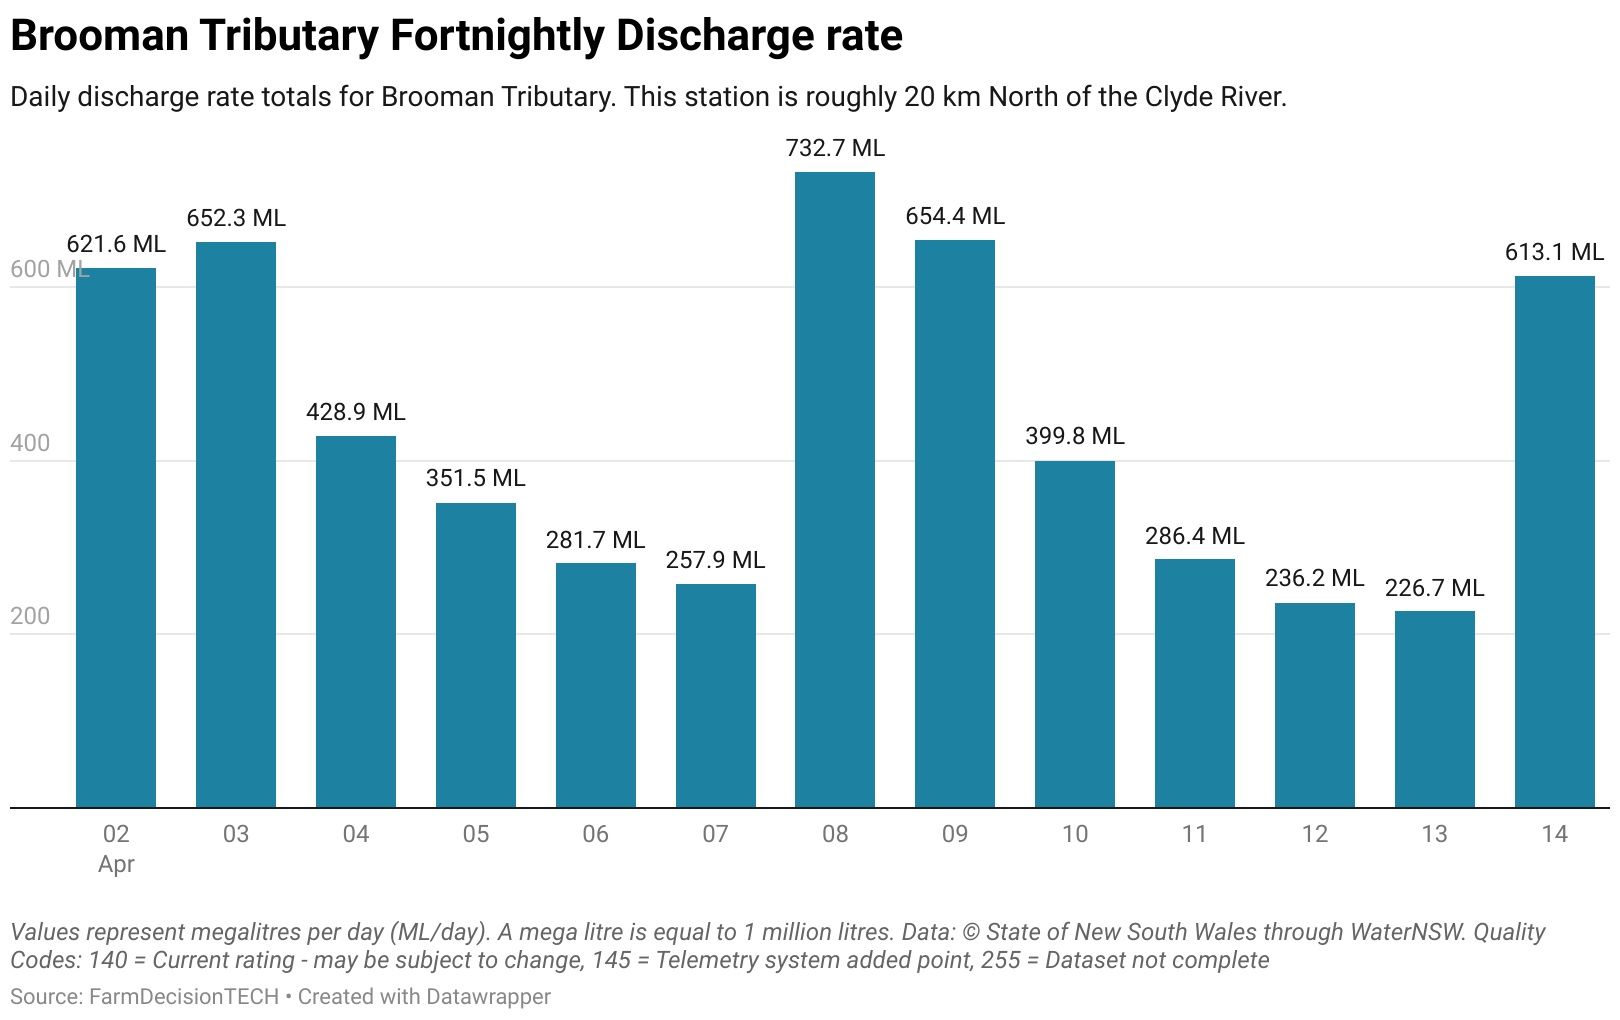 Brooman Tributary Fortnightly Discharge rate
Daily discharge rate totals for Brooman Tributary. This station is roughly 20 km North of the Clyde River.
732.7 ML
652.3 ML
654.4 ML
621.6 ML
613.1 ML
600 ML
428.9 ML
399.8 ML
400
351.5 ML
286.4 ML
281.7 ML
257.9 ML
236.2 ML
226.7 ML
200
02 03 04 05 06 07 08 09 10 11 12 13 14
Apr
Values represent megalitres per day (ML/day). A mega litre is equal to 1 million litres. Data: © State of New South Wales through WaterNSW. Quality
Codes: 140 = Current rating - may be subject to change, 145 = Telemetry system added point, 255 = Dataset not complete
Source: FarmDecisionTECH • Created with Datawrapper